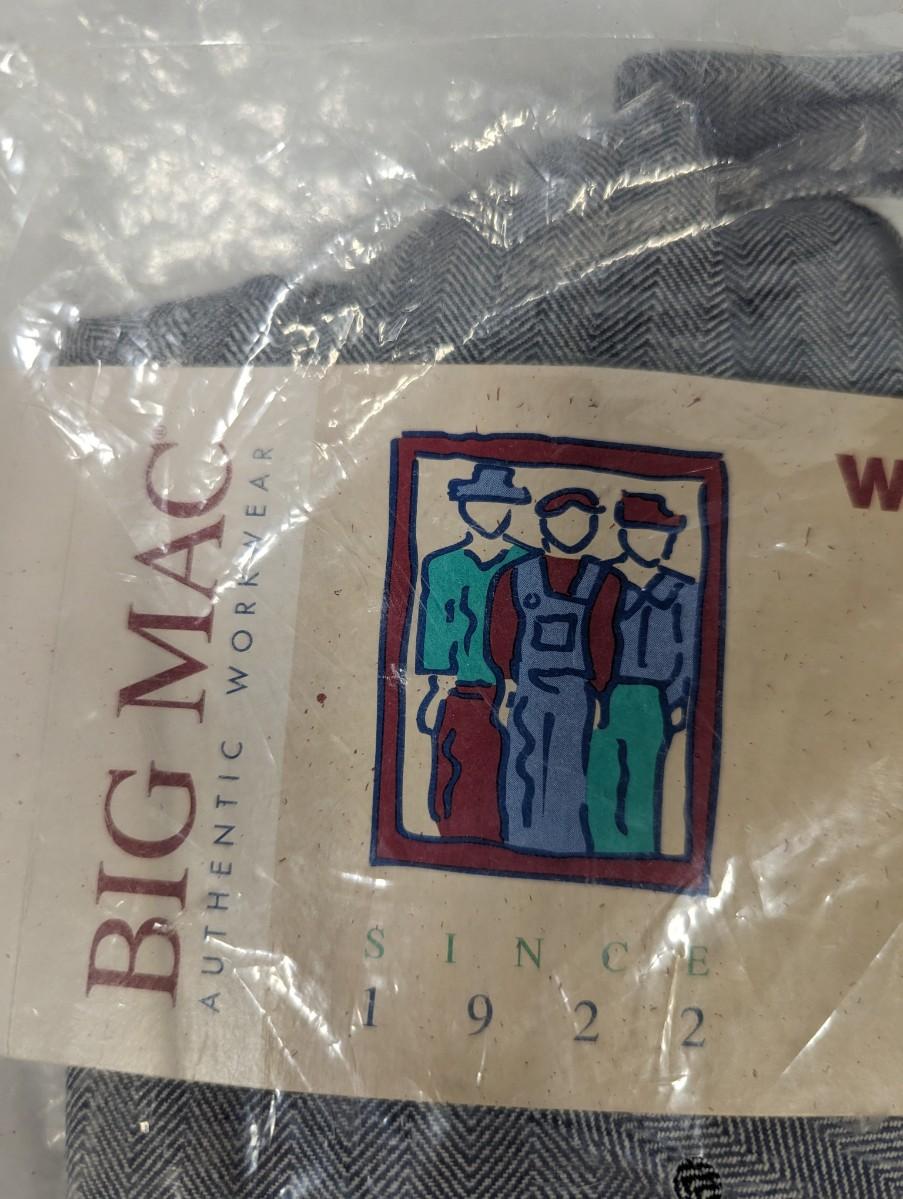 BIG MAC®
AUTHENTIC WORKWEAR
W
SINCE
1922